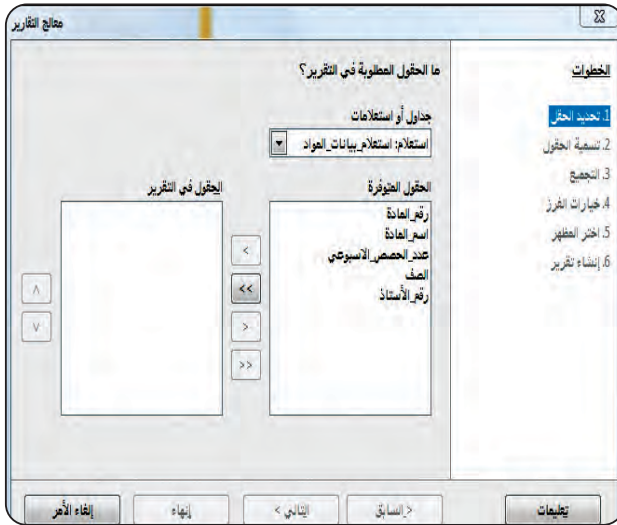 معالج التقارير
الخطوات
1. تحديد الحقل
2. تسمية الحقول
3. التجميع
4. خيارات الفرز
5. اختر المظهر
6. إنشاء تقرير
ما الحقول المطلوبة في التقرير؟
جداول أو استعلامات
استعلام: استعلام_بيانات_المواد
الحقول المتوفرة
رقم_المادة
اسم_المادة
عدد_الحصص_الاسبوعي
الصف
رقم_الأستاذ
الحقول في التقرير
<
<<
>
>>
تعليمات
< السابق
التالي >
إنهاء
إلغاء الأمر